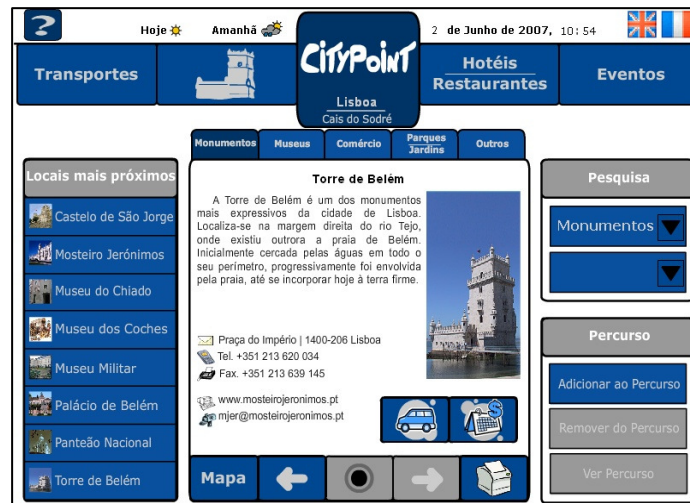 ?
Hoje Amanhã
2 de Junho de 2007, 10:54
Transportes
CiTYPoiNT
Lisboa
Cais do Sodré
Hotéis
Restaurantes
Eventos
Monumentos
Museus
Comércio
Parques
Jardins
Outros
Locais mais próximos
Castelo de São Jorge
Mosteiro Jerónimos
Museu do Chiado
Museu dos Coches
Museu Militar
Palácio de Belém
Panteão Nacional
Torre de Belém
Torre de Belém
A Torre de Belém é um dos monumentos
mais expressivos da cidade de Lisboa.
Localiza-se na margem direita do rio Tejo,
onde existiu outrora a praia de Belém.
Inicialmente cercada pelas águas em todo o
seu perímetro, progressivamente foi envolvida
pela praia, até se incorporar hoje à terra firme.
Praça do Império | 1400-206 Lisboa
Tel. +351 213 620 034
Fax. +351 213 639 145
www.mosteirojeronimos.pt
mjer@mosteirojeronimos.pt
Mapa
Pesquisa
Monumentos
Percurso
Adicionar ao Percurso
Remover do Percurso
Ver Percurso